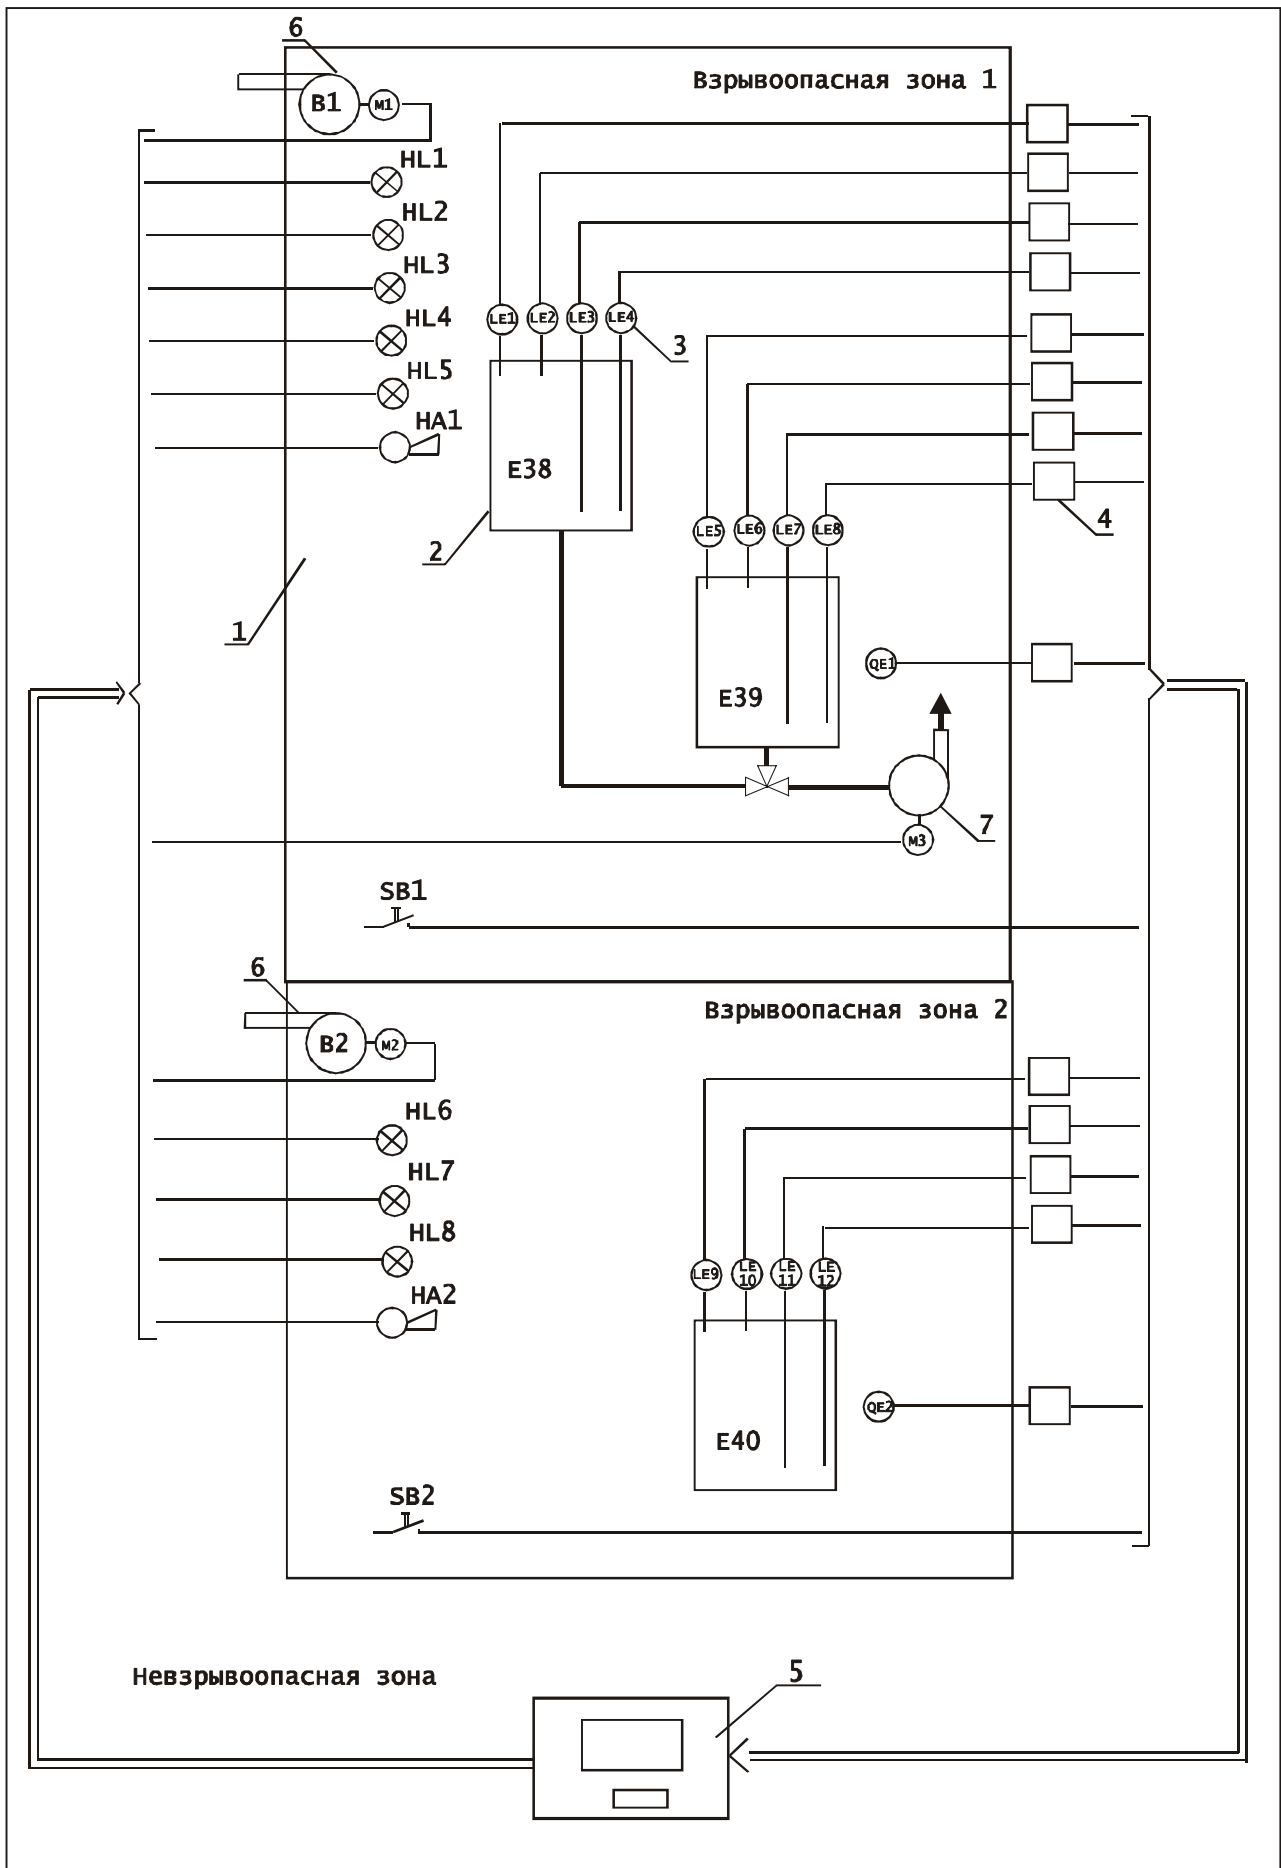 6
Взрывоопасная зона 1
B1
M1
HL1
HL2
HL3
HL4
HL5
HA1
LE1
LE2
LE3
LE4
3
E38
2
4
LE5
LE6
LE7
LE8
1
QE1
E39
7
M3
SB1
6
Взрывоопасная зона 2
B2
M2
HL6
HL7
HL8
HA2
LE9
LE
10
LE
11
LE
12
QE2
E40
SB2
Невзрывоопасная зона
5